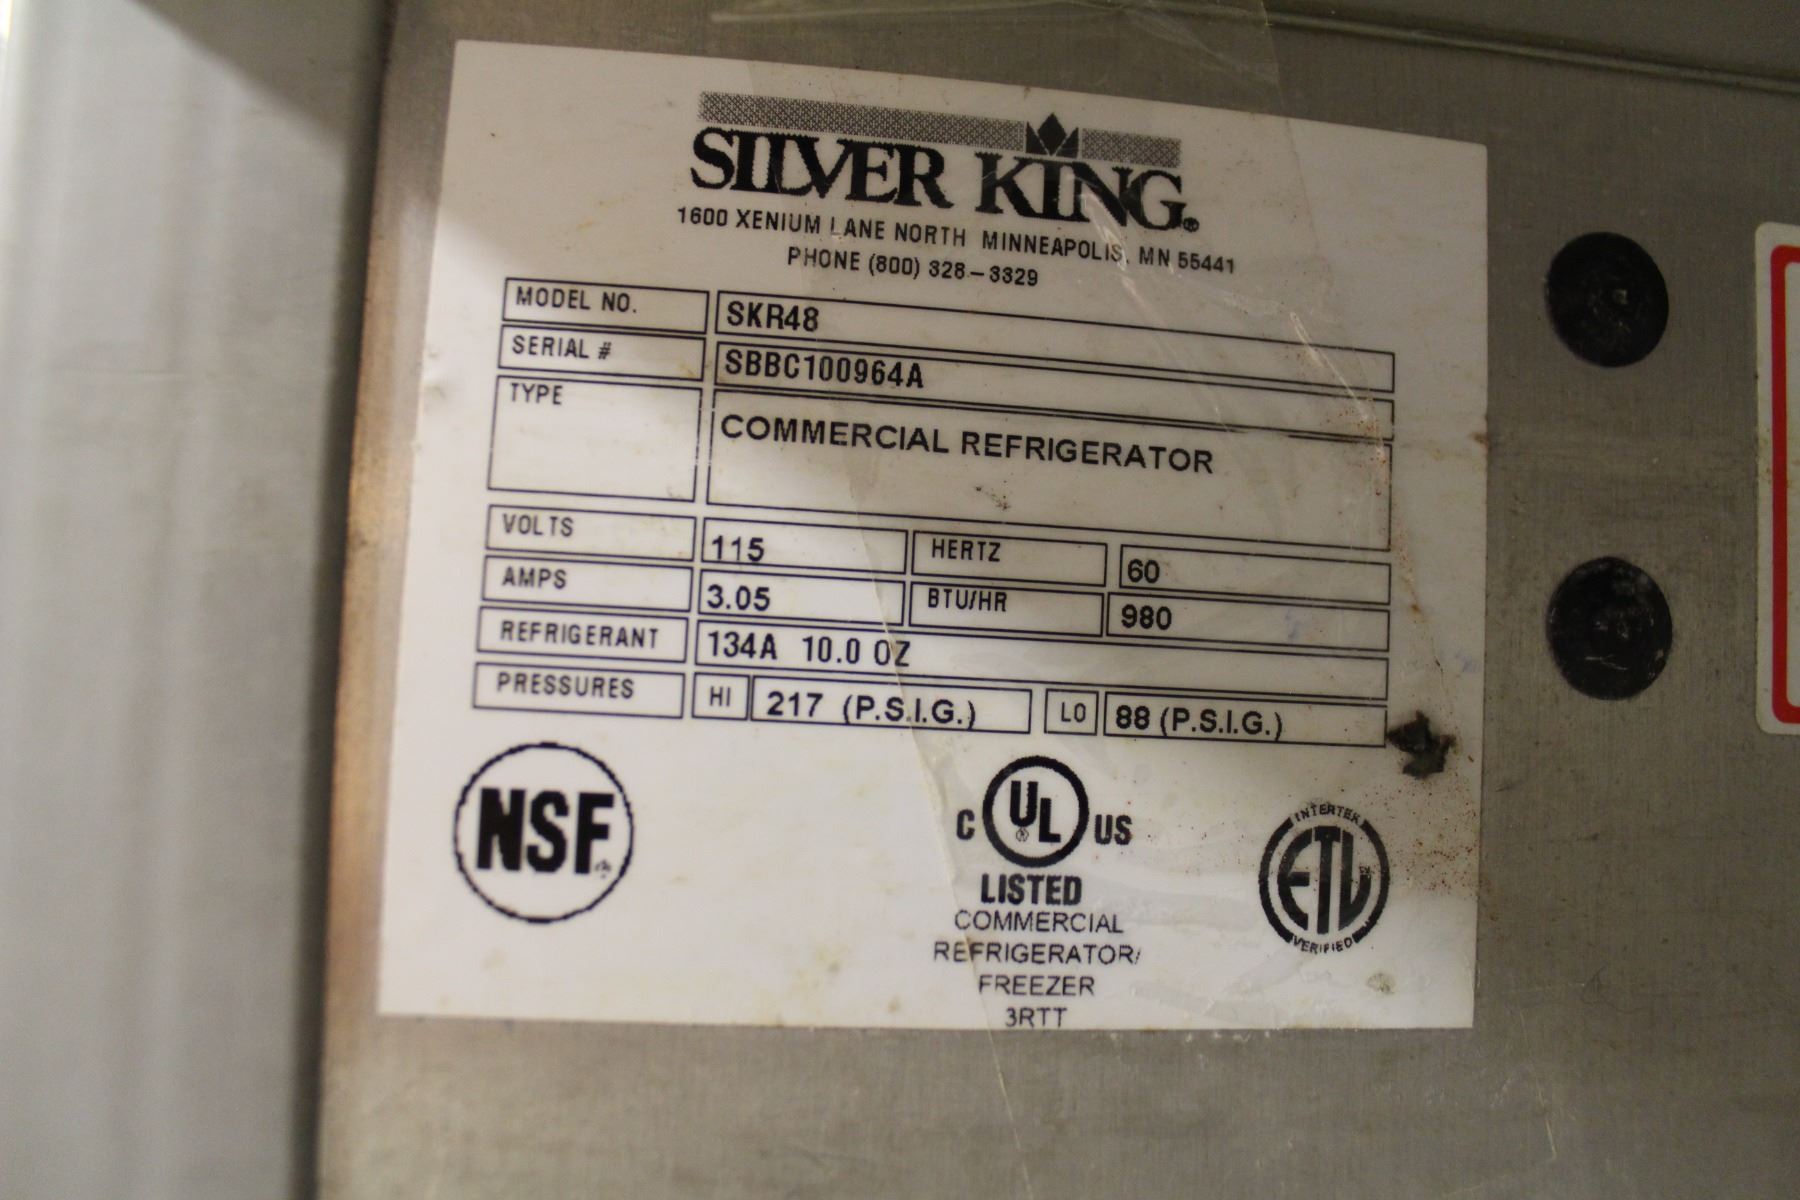 SILVER KING®
1600 XENIUM LANE NORTH MINNEAPOLIS, MN 55441
PHONE (800) 328-3329
MODEL NO. SKR48
SERIAL # SBBC100964A
TYPE COMMERCIAL REFRIGERATOR
VOLTS 115 HERTZ 60
AMPS 3.05 BTU/HR 980
REFRIGERANT 134A 10.0 OZ
PRESSURES HI 217 (P.S.I.G.) LO 88 (P.S.I.G.)
NSF®
C UL® US
LISTED
COMMERCIAL
REFRIGERATOR/
FREEZER
3RTT
INTERTEK
ETL
VERIFIED